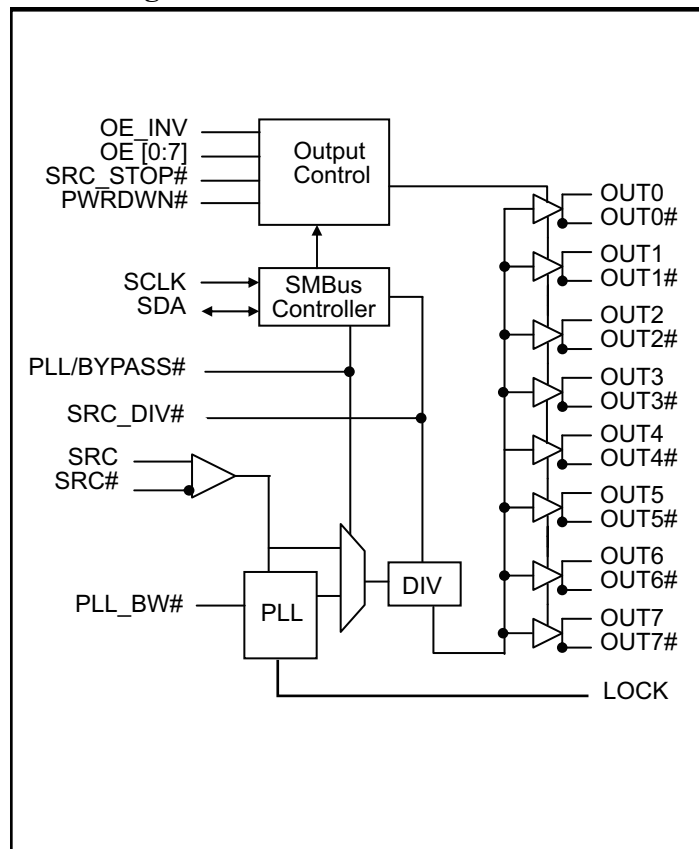 OE_INV
OE [0:7]
SRC_STOP#
PWRDWN#
Output
Control
SCLK
SDA
SMBus
Controller
PLL/BYPASS#
SRC_DIV#
SRC
SRC#
PLL_BW#
PLL
DIV
OUT0
OUT0#
OUT1
OUT1#
OUT2
OUT2#
OUT3
OUT3#
OUT4
OUT4#
OUT5
OUT5#
OUT6
OUT6#
OUT7
OUT7#
LOCK